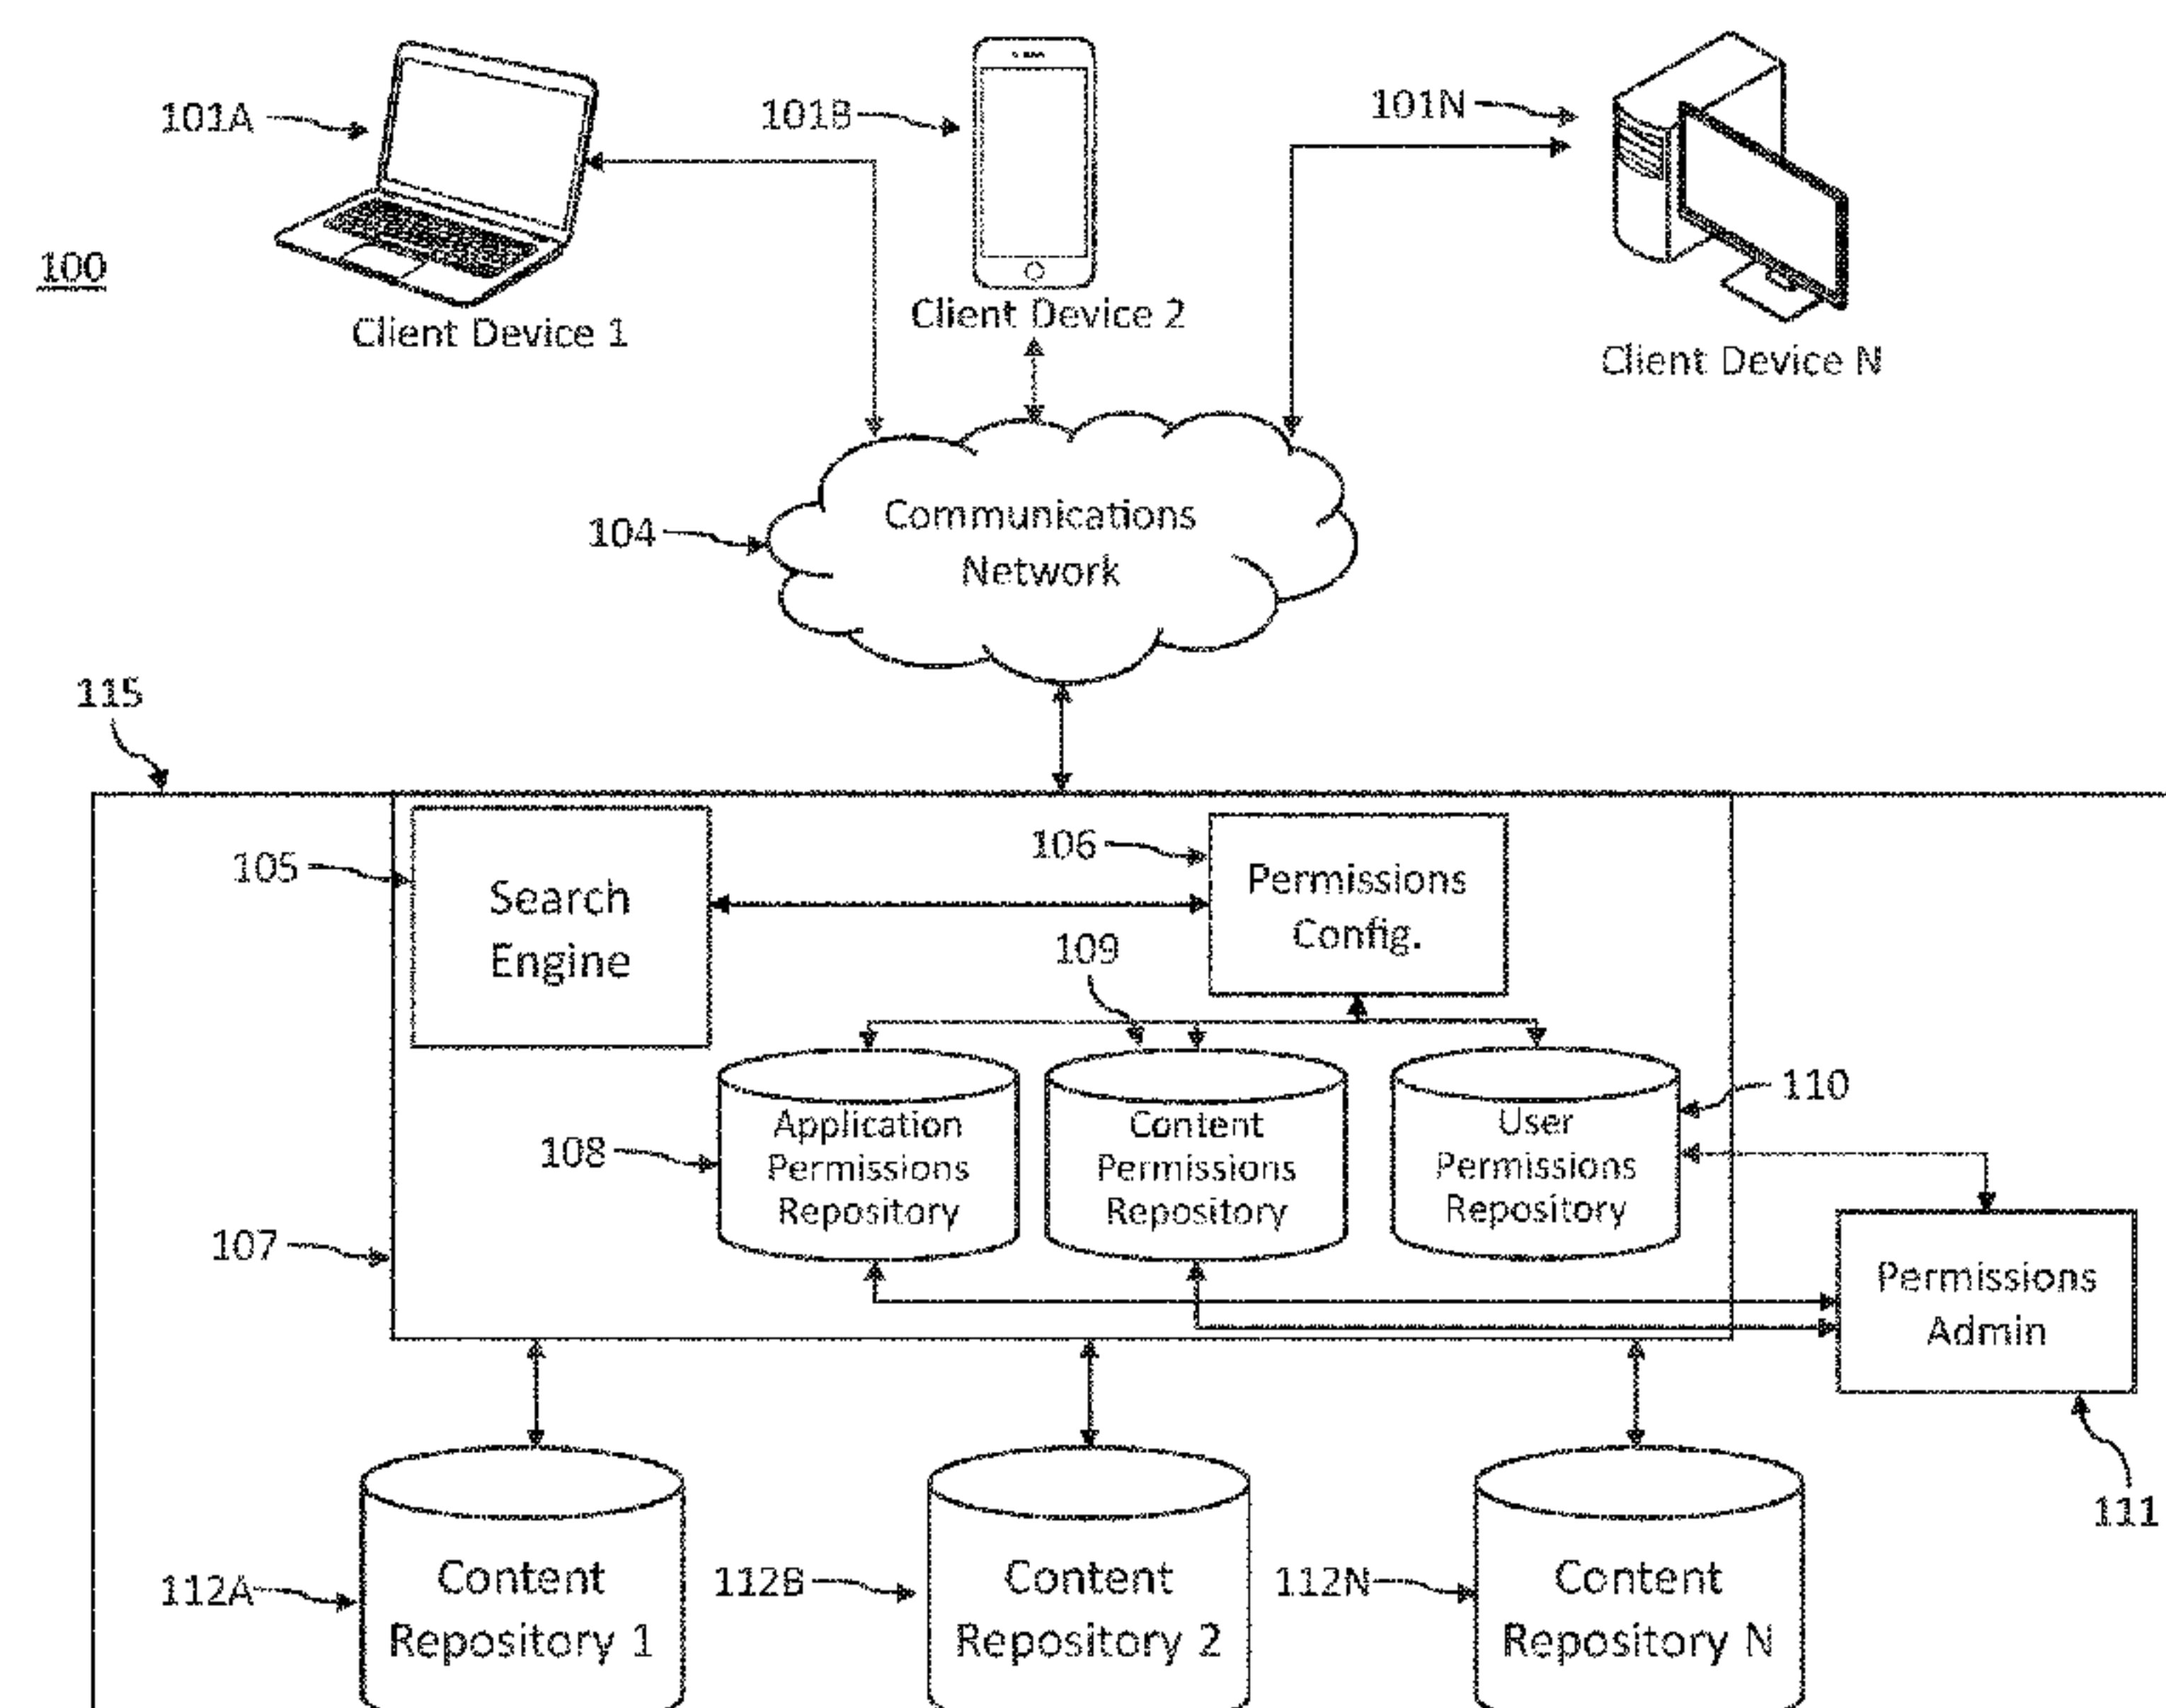 101A
101B
101N
100
Client Device 1
Client Device 2
Client Device N
104
Communications
Network
115
105
Search
Engine
106
Permissions
Config.
109
108
Application
Permissions
Repository
Content
Permissions
Repository
User
Permissions
Repository
110
107
Permissions
Admin
111
112A
Content
Repository 1
112B
Content
Repository 2
112N
Content
Repository N